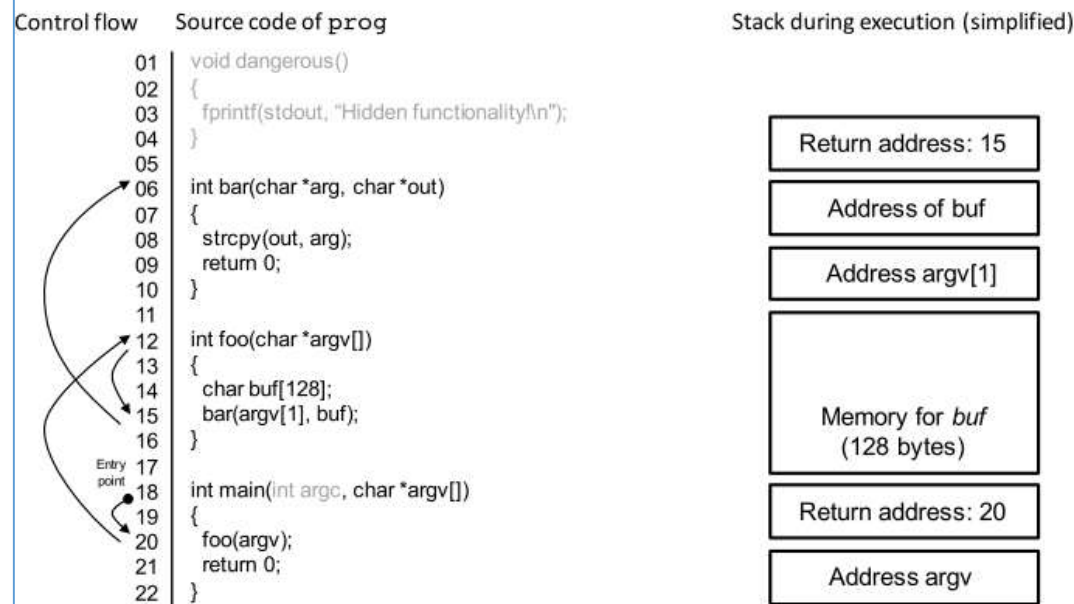 Control flow
Source code of prog
Stack during execution (simplified)
01 void dangerous()
02 {
03 fprintf(stdout, "Hidden functionality!\n");
04 }
05
06 int bar(char *arg, char *out)
07 {
08 strcpy(out, arg);
09 return 0;
10 }
11
12 int foo(char *argv[])
13 {
14 char buf[128];
15 bar(argv[1], buf);
16 }
Entry
point
17
18 int main(int argc, char *argv[])
19 {
20 foo(argv);
21 return 0;
22 }
Return address: 15
Address of buf
Address argv[1]
Memory for buf
(128 bytes)
Return address: 20
Address argv